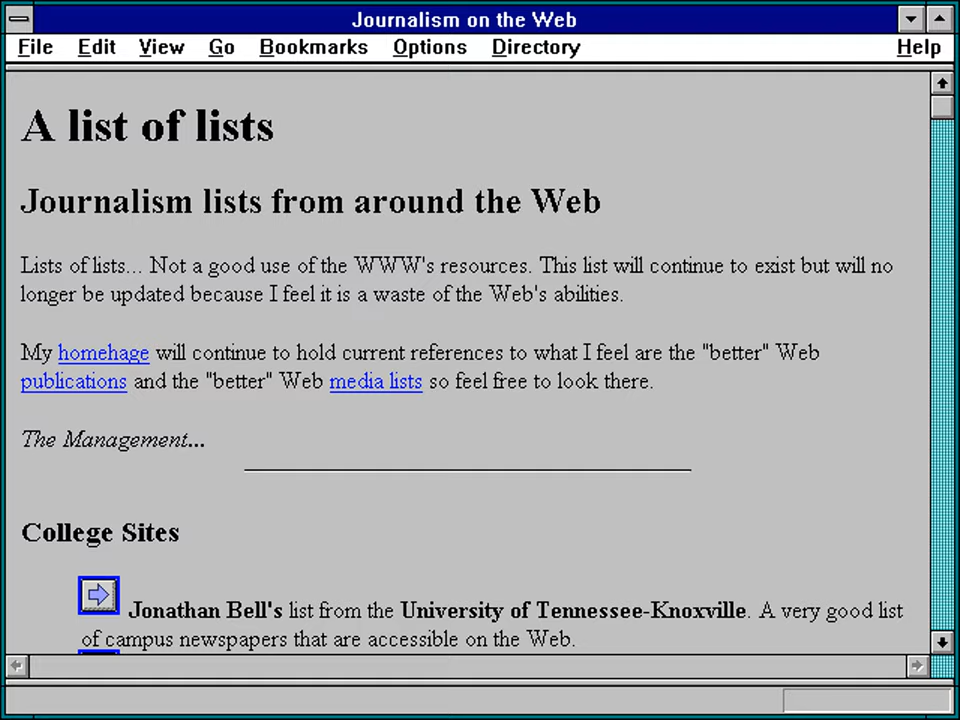 Journalism on the Web
File Edit View Go Bookmarks Options Directory Help
A list of lists
Journalism lists from around the Web
Lists of lists... Not a good use of the WWW's resources. This list will continue to exist but will no
longer be updated because I feel it is a waste of the Web's abilities.
My homehage will continue to hold current references to what I feel are the "better" Web
publications and the "better" Web media lists so feel free to look there.
The Management...
College Sites
Jonathan Bell's list from the University of Tennessee-Knoxville. A very good list
of campus newspapers that are accessible on the Web.